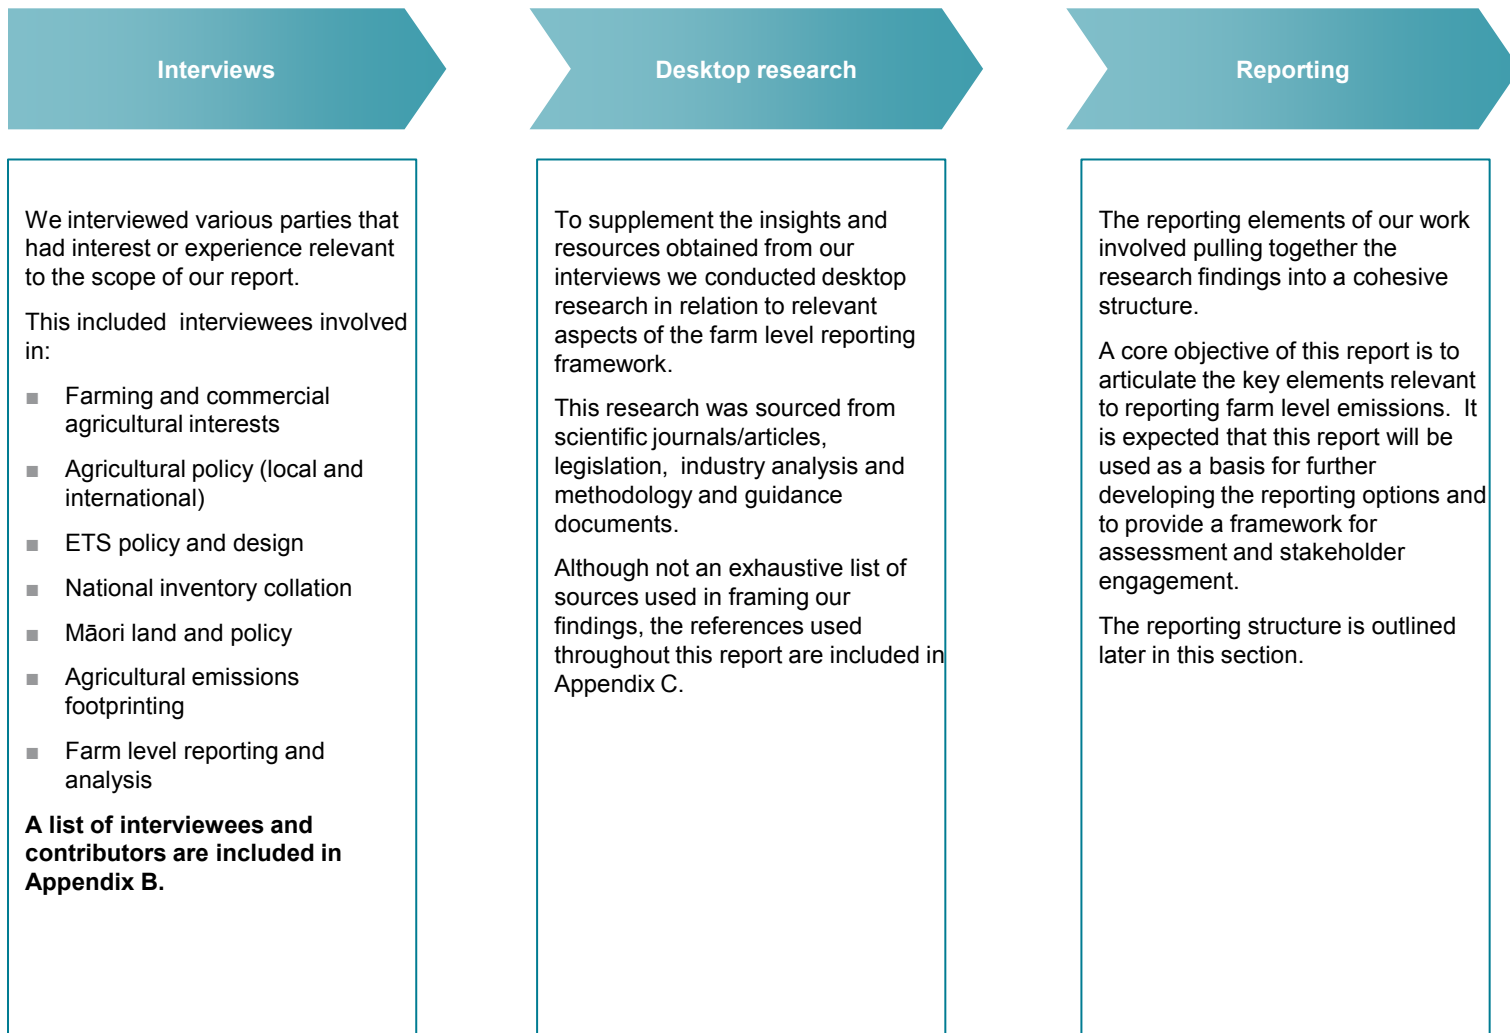 Interviews
Desktop research
Reporting
We interviewed various parties that
had interest or experience relevant
to the scope of our report.
This included  interviewees involved
in:
■ Farming and commercial
agricultural interests
■ Agricultural policy (local and
international)
■ ETS policy and design
■ National inventory collation
■ Māori land and policy
■ Agricultural emissions
footprinting
■ Farm level reporting and
analysis
A list of interviewees and
contributors are included in
Appendix B.
To supplement the insights and
resources obtained from our
interviews we conducted desktop
research in relation to relevant
aspects of the farm level reporting
framework.
This research was sourced from
scientific journals/articles,
legislation,  industry analysis and
methodology and guidance
documents.
Although not an exhaustive list of
sources used in framing our
findings, the references used
throughout this report are included in
Appendix C.
The reporting elements of our work
involved pulling together the
research findings into a cohesive
structure.
A core objective of this report is to
articulate the key elements relevant
to reporting farm level emissions.  It
is expected that this report will be
used as a basis for further
developing the reporting options and
to provide a framework for
assessment and stakeholder
engagement.
The reporting structure is outlined
later in this section.